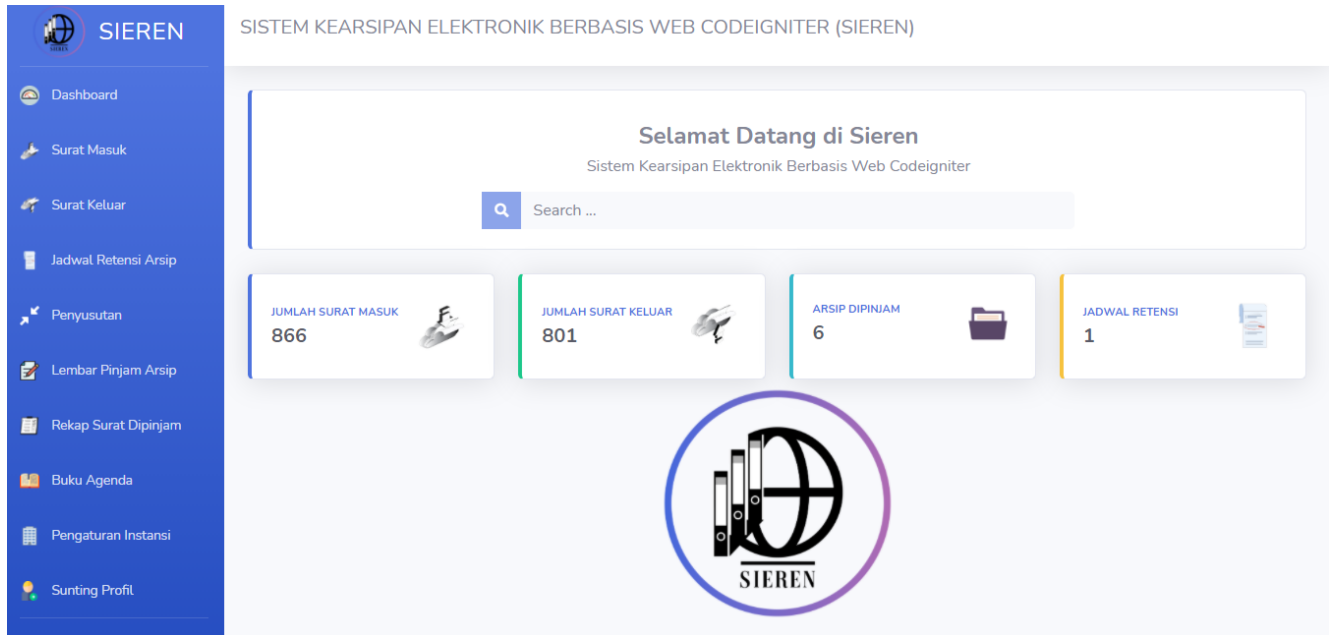 SIEREN
SISTEM KEARSIPAN ELEKTRONIK BERBASIS WEB CODEIGNITER (SIEREN)
Dashboard
Surat Masuk
Surat Keluar
Jadwal Retensi Arsip
Penyusutan
Lembar Pinjam Arsip
Rekap Surat Dipinjam
Buku Agenda
Pengaturan Instansi
Sunting Profil
Selamat Datang di Sieren
Sistem Kearsipan Elektronik Berbasis Web Codeigniter
Search ...
JUMLAH SURAT MASUK
866
JUMLAH SURAT KELUAR
801
ARSIP DIPINJAM
6
JADWAL RETENSI
1
SIEREN